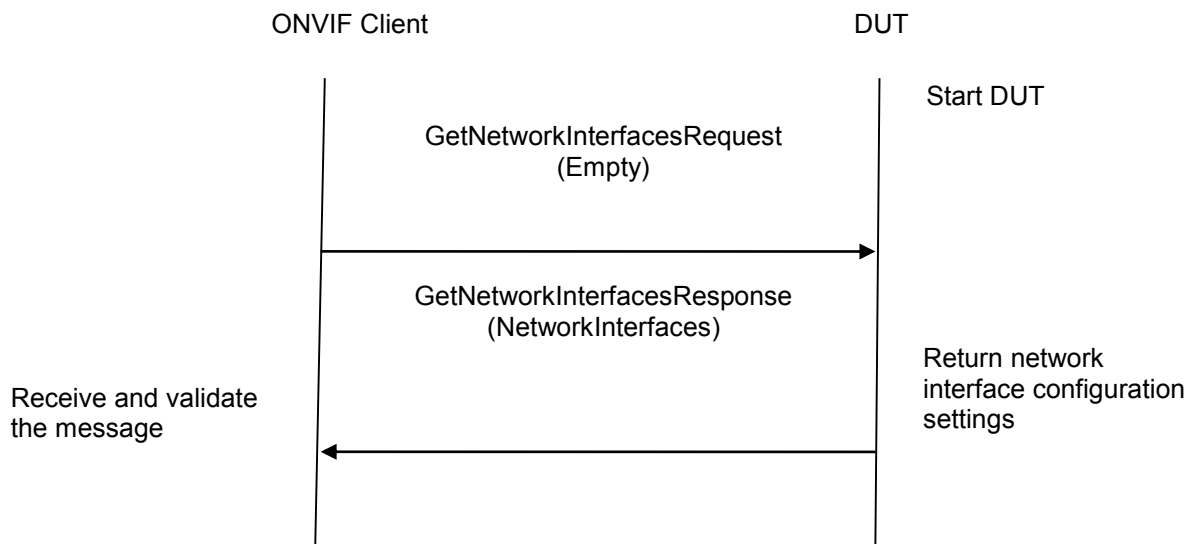 ONVIF Client
DUT
Start DUT
GetNetworkInterfacesRequest
(Empty)
GetNetworkInterfacesResponse
(NetworkInterfaces)
Return network
interface configuration
settings
Receive and validate
the message